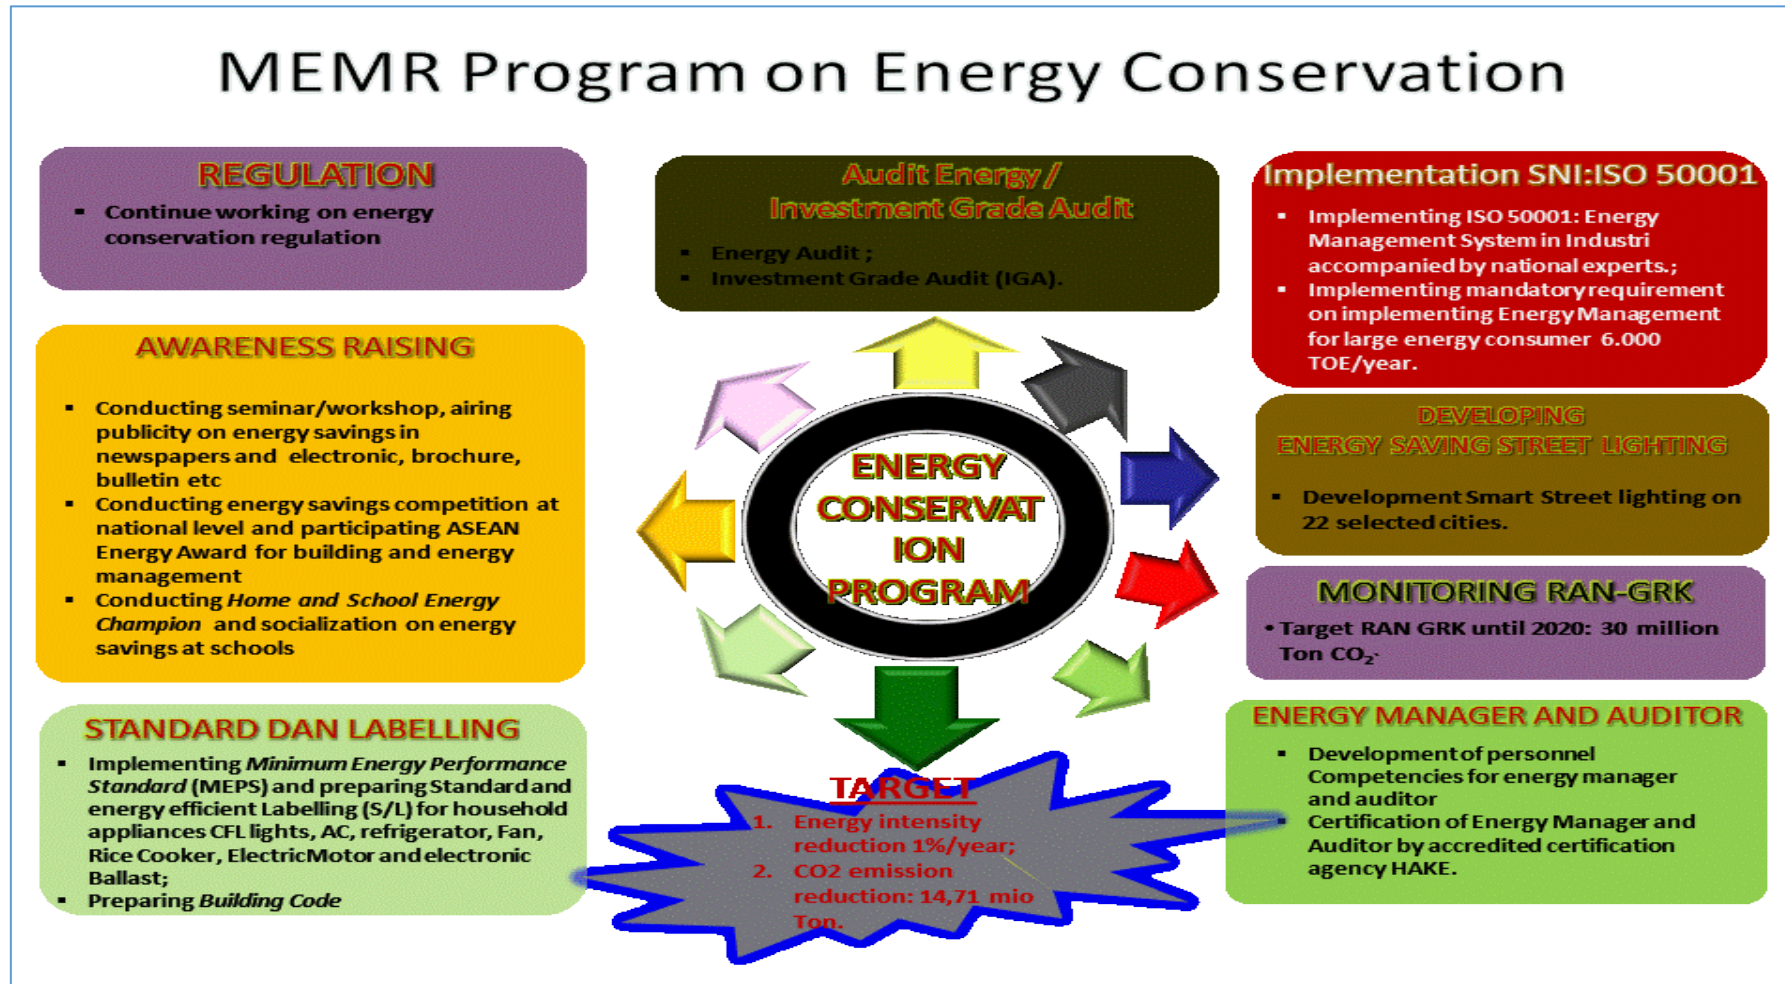 MEMR Program on Energy Conservation
REGULATION
▪ Continue working on energy
conservation regulation
AWARENESS RAISING
▪ Conducting seminar/workshop, airing
publicity on energy savings in
newspapers and electronic, brochure,
bulletin etc
▪ Conducting energy savings competition at
national level and participating ASEAN
Energy Award for building and energy
management
▪ Conducting Home and School Energy
Champion and socialization on energy
savings at schools
STANDARD DAN LABELLING
▪ Implementing Minimum Energy Performance
Standard (MEPS) and preparing Standard and
energy efficient Labelling (S/L) for household
appliances CFL lights, AC, refrigerator, Fan,
Rice Cooker, ElectricMotor and electronic
Ballast;
▪ Preparing Building Code
Audit Energy /
Investment Grade Audit
▪ Energy Audit ;
▪ Investment Grade Audit (IGA).
ENERGY
CONSERVAT
ION
PROGRAM
TARGET
1. Energy intensity
reduction 1%/year;
2. CO2 emission
reduction: 14,71 mio
Ton.
Implementation SNI:ISO 50001
▪ Implementing ISO 50001: Energy
Management System in Industri
accompanied by national experts.;
▪ Implementing mandatory requirement
on implementing Energy Management
for large energy consumer 6.000
TOE/year.
DEVELOPING
ENERGY SAVING STREET LIGHTING
▪ Development Smart Street lighting on
22 selected cities.
MONITORING RAN-GRK
• Target RAN GRK until 2020: 30 million
Ton CO₂.
ENERGY MANAGER AND AUDITOR
▪ Development of personnel
Competencies for energy manager
and auditor
▪ Certification of Energy Manager and
Auditor by accredited certification
agency HAKE.